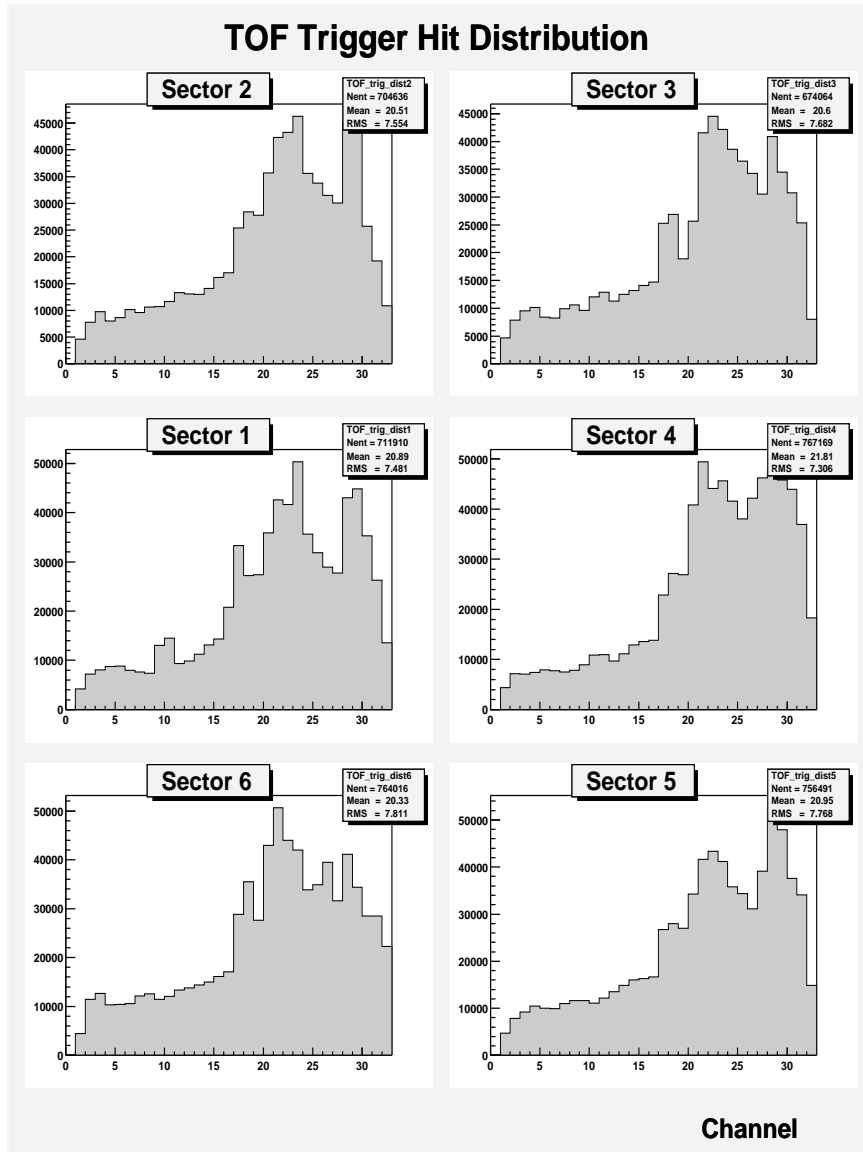 TOF Trigger Hit Distribution
Sector 2
TOF_trig_dist2
Nent = 704636
Mean = 20.51
RMS = 7.554
45000
40000
35000
30000
25000
20000
15000
10000
5000
0
0 5 10 15 20 25 30
Sector 3
TOF_trig_dist3
Nent = 674064
Mean = 20.6
RMS = 7.682
45000
40000
35000
30000
25000
20000
15000
10000
5000
0
0 5 10 15 20 25 30
Sector 1
TOF_trig_dist1
Nent = 711910
Mean = 20.89
RMS = 7.481
50000
40000
30000
20000
10000
0
0 5 10 15 20 25 30
Sector 4
TOF_trig_dist4
Nent = 767169
Mean = 21.81
RMS = 7.306
50000
40000
30000
20000
10000
0
0 5 10 15 20 25 30
Sector 6
TOF_trig_dist6
Nent = 764016
Mean = 20.33
RMS = 7.811
50000
40000
30000
20000
10000
0
0 5 10 15 20 25 30
Sector 5
TOF_trig_dist5
Nent = 756491
Mean = 20.95
RMS = 7.768
50000
40000
30000
20000
10000
0
0 5 10 15 20 25 30
Channel